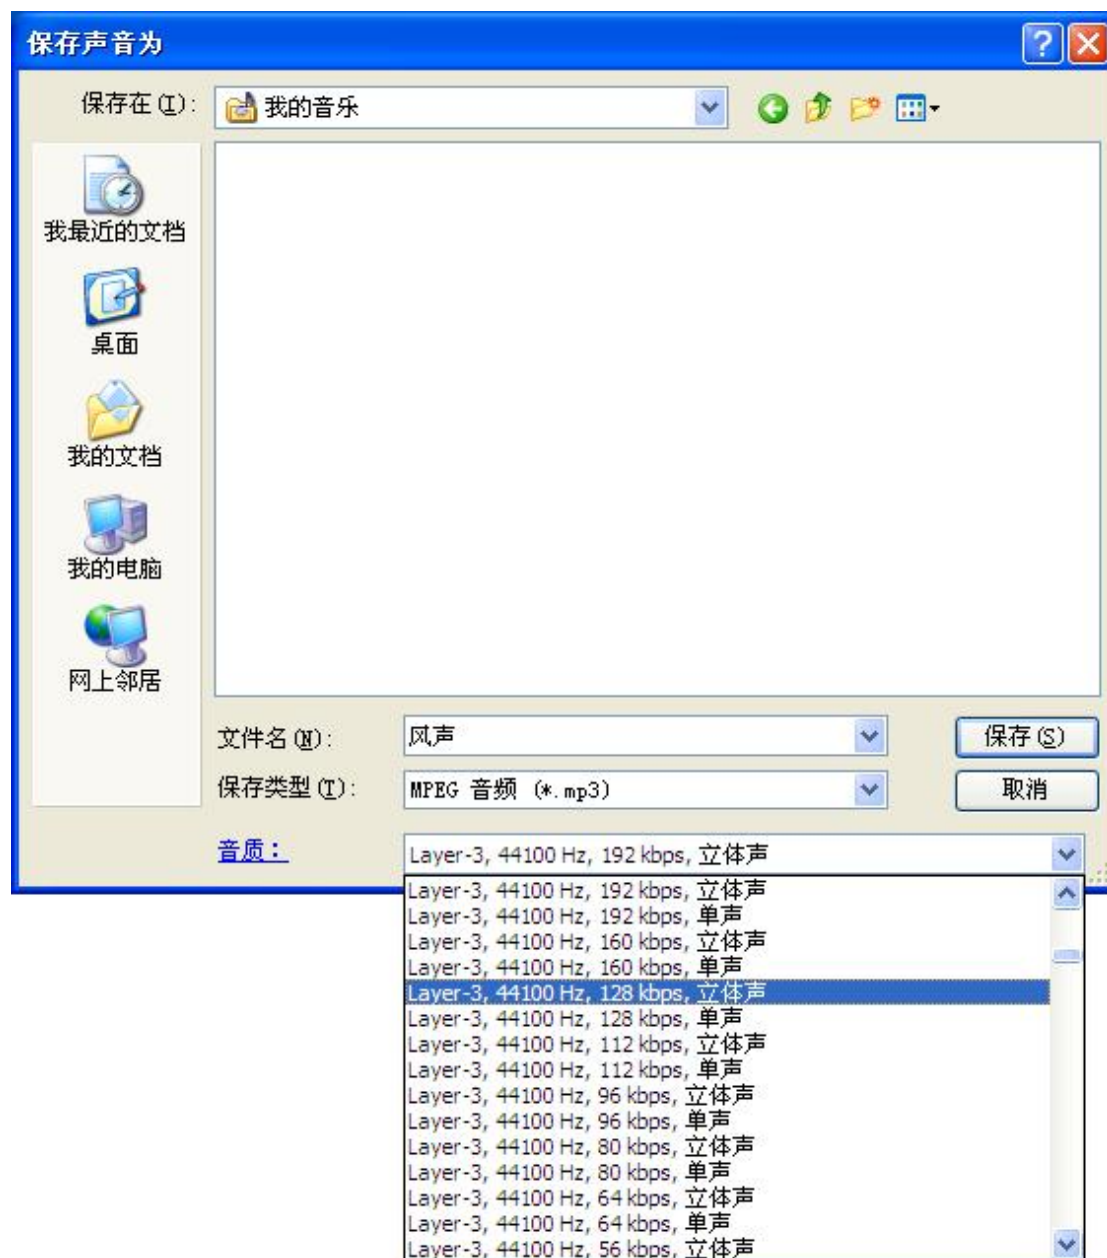 保存声音为
保存在(I): 我的音乐
我最近的文档
桌面
我的文档
我的电脑
网上邻居
文件名(N): 风声 保存(S)
保存类型(T): MPEG 音频 (*.mp3) 取消
音质: Layer-3, 44100 Hz, 192 kbps, 立体声
Layer-3, 44100 Hz, 192 kbps, 立体声
Layer-3, 44100 Hz, 192 kbps, 单声
Layer-3, 44100 Hz, 160 kbps, 立体声
Layer-3, 44100 Hz, 160 kbps, 单声
Layer-3, 44100 Hz, 128 kbps, 立体声
Layer-3, 44100 Hz, 128 kbps, 单声
Layer-3, 44100 Hz, 112 kbps, 立体声
Layer-3, 44100 Hz, 112 kbps, 单声
Layer-3, 44100 Hz, 96 kbps, 立体声
Layer-3, 44100 Hz, 96 kbps, 单声
Layer-3, 44100 Hz, 80 kbps, 立体声
Layer-3, 44100 Hz, 80 kbps, 单声
Layer-3, 44100 Hz, 64 kbps, 立体声
Layer-3, 44100 Hz, 64 kbps, 单声
Layer-3, 44100 Hz, 56 kbps, 立体声